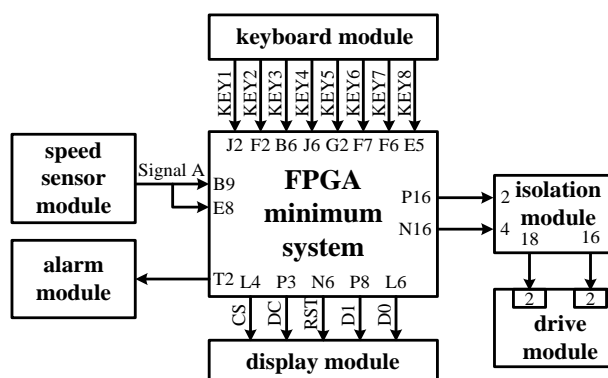 keyboard module
KEY1 KEY2 KEY3 KEY4 KEY5 KEY6 KEY7 KEY8
J2 F2 B6 J6 G2 F7 F6 E5
speed
sensor
module
Signal A
B9
E8
FPGA
minimum
system
P16
N16
2
4
isolation
module
18 16
alarm
module
T2
L4 P3 N6 P8 L6
CS DC RST D1 D0
display module
2 2
drive
module